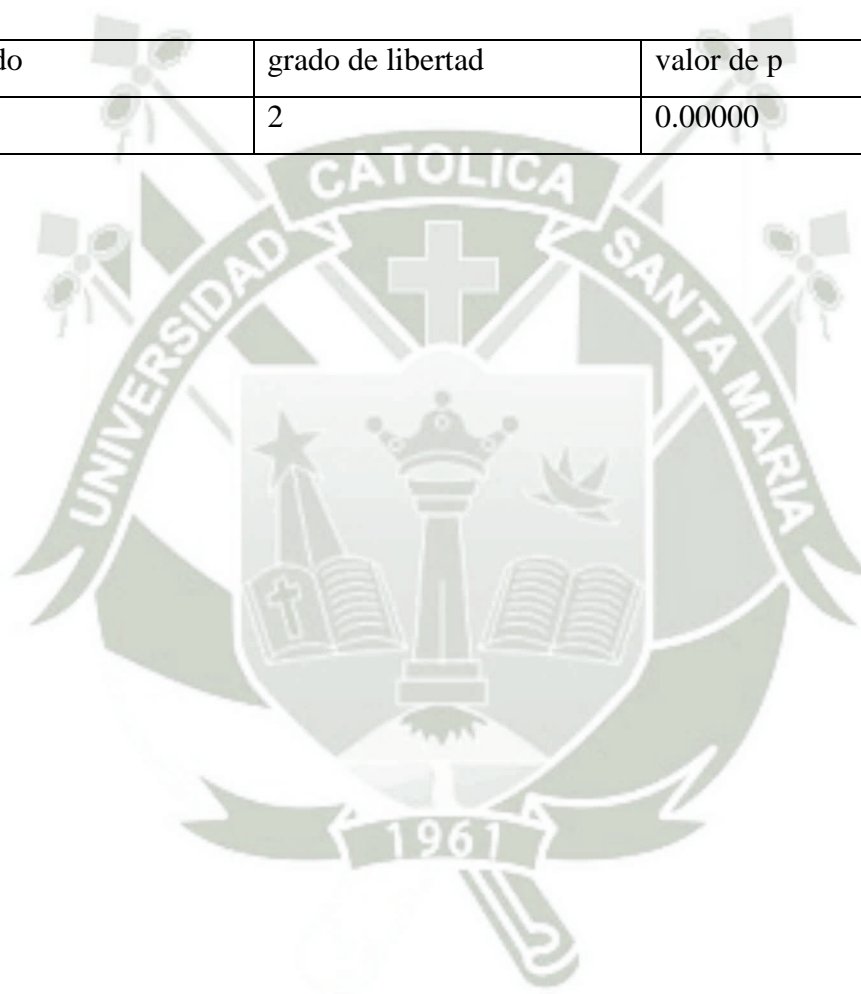 do grado de libertad valor de p
2 0.00000
UNIVERSIDAD CATOLICA SANTA MARIA
1961